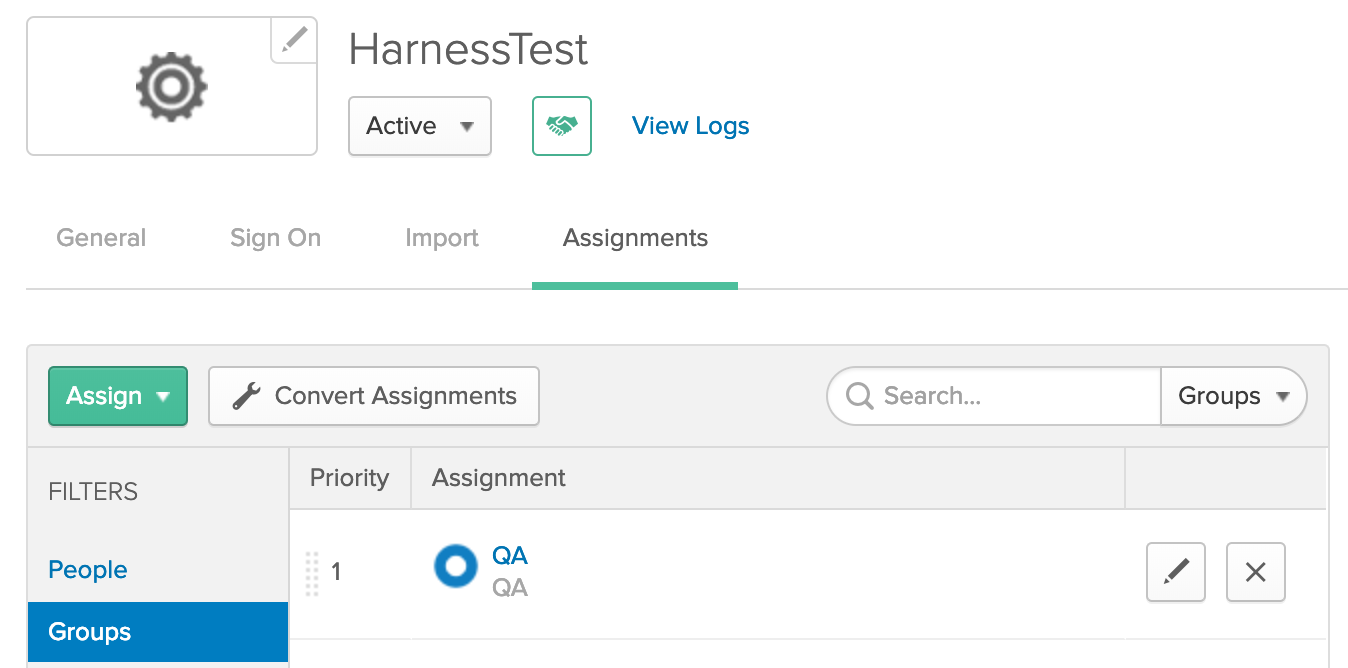 HarnessTest
Active
View Logs
General Sign On Import Assignments
Assign Convert Assignments Search... Groups
FILTERS
Priority Assignment
People
1 QA
QA
Groups